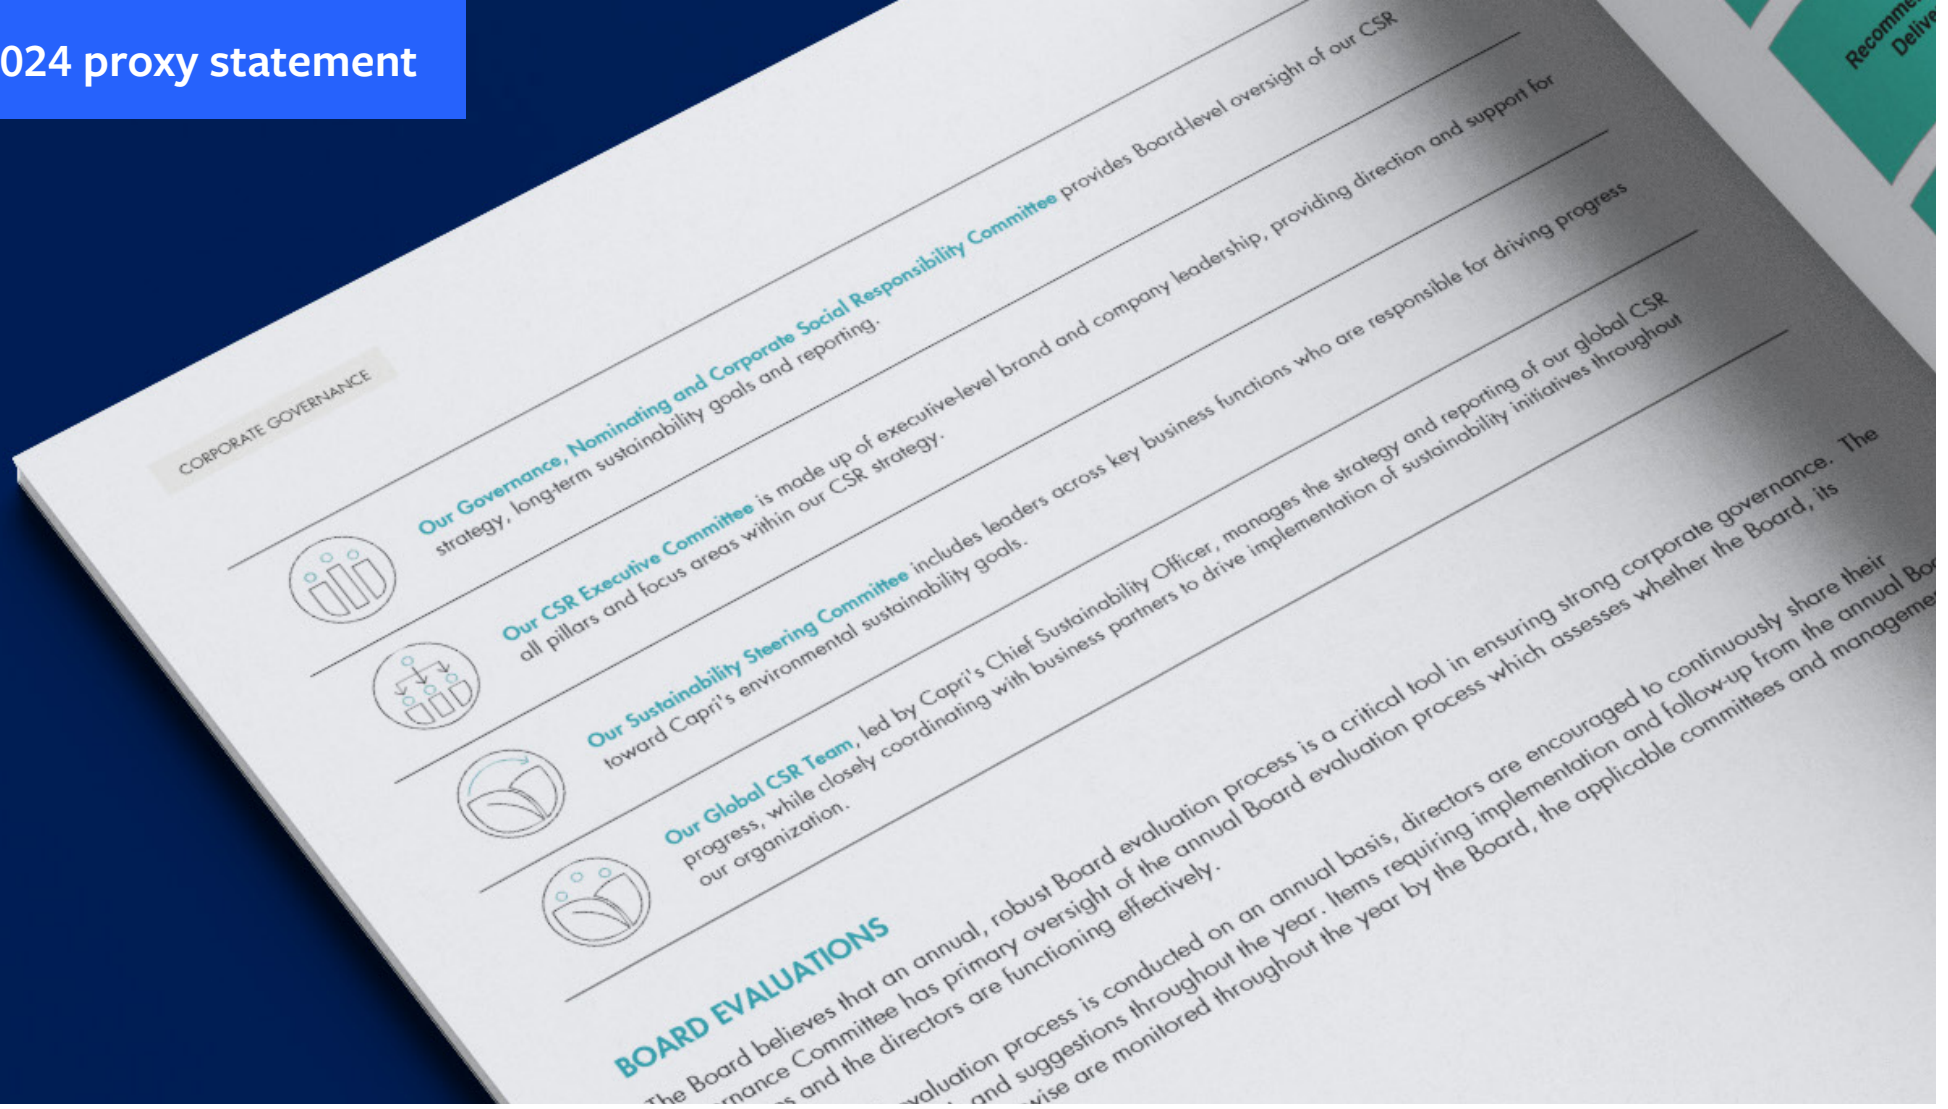 024 proxy statement
Recomme
Delive
CORPORATE GOVERNANCE
Our Governance, Nominating and Corporate Social Responsibility Committee provides Board-level oversight of our CSR
strategy, long-term sustainability goals and reporting.
Our CSR Executive Committee is made up of executive-level brand and company leadership, providing direction and support for
all pillars and focus areas within our CSR strategy.
Our Sustainability Steering Committee includes leaders across key business functions who are responsible for driving progress
toward Capri's environmental sustainability goals.
Our Global CSR Team, led by Capri's Chief Sustainability Officer, manages the strategy and reporting of our global CSR
progress, while closely coordinating with business partners to drive implementation of sustainability initiatives throughout
our organization.
BOARD EVALUATIONS
The Board believes that an annual, robust Board evaluation process is a critical tool in ensuring strong corporate governance. The
rnance Committee has primary oversight of the annual Board evaluation process which assesses whether the Board, its
s and the directors are functioning effectively.
valuation process is conducted on an annual basis, directors are encouraged to continuously share their
and suggestions throughout the year. Items requiring implementation and follow-up from the annual Boa
wise are monitored throughout the year by the Board, the applicable committees and manageme